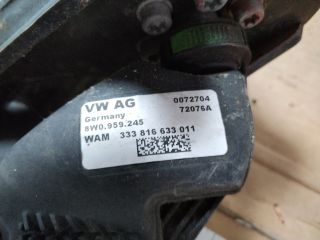 VW AG 0072704
Germany 72076A
8W0.959.245
WAM 333 816 633 011